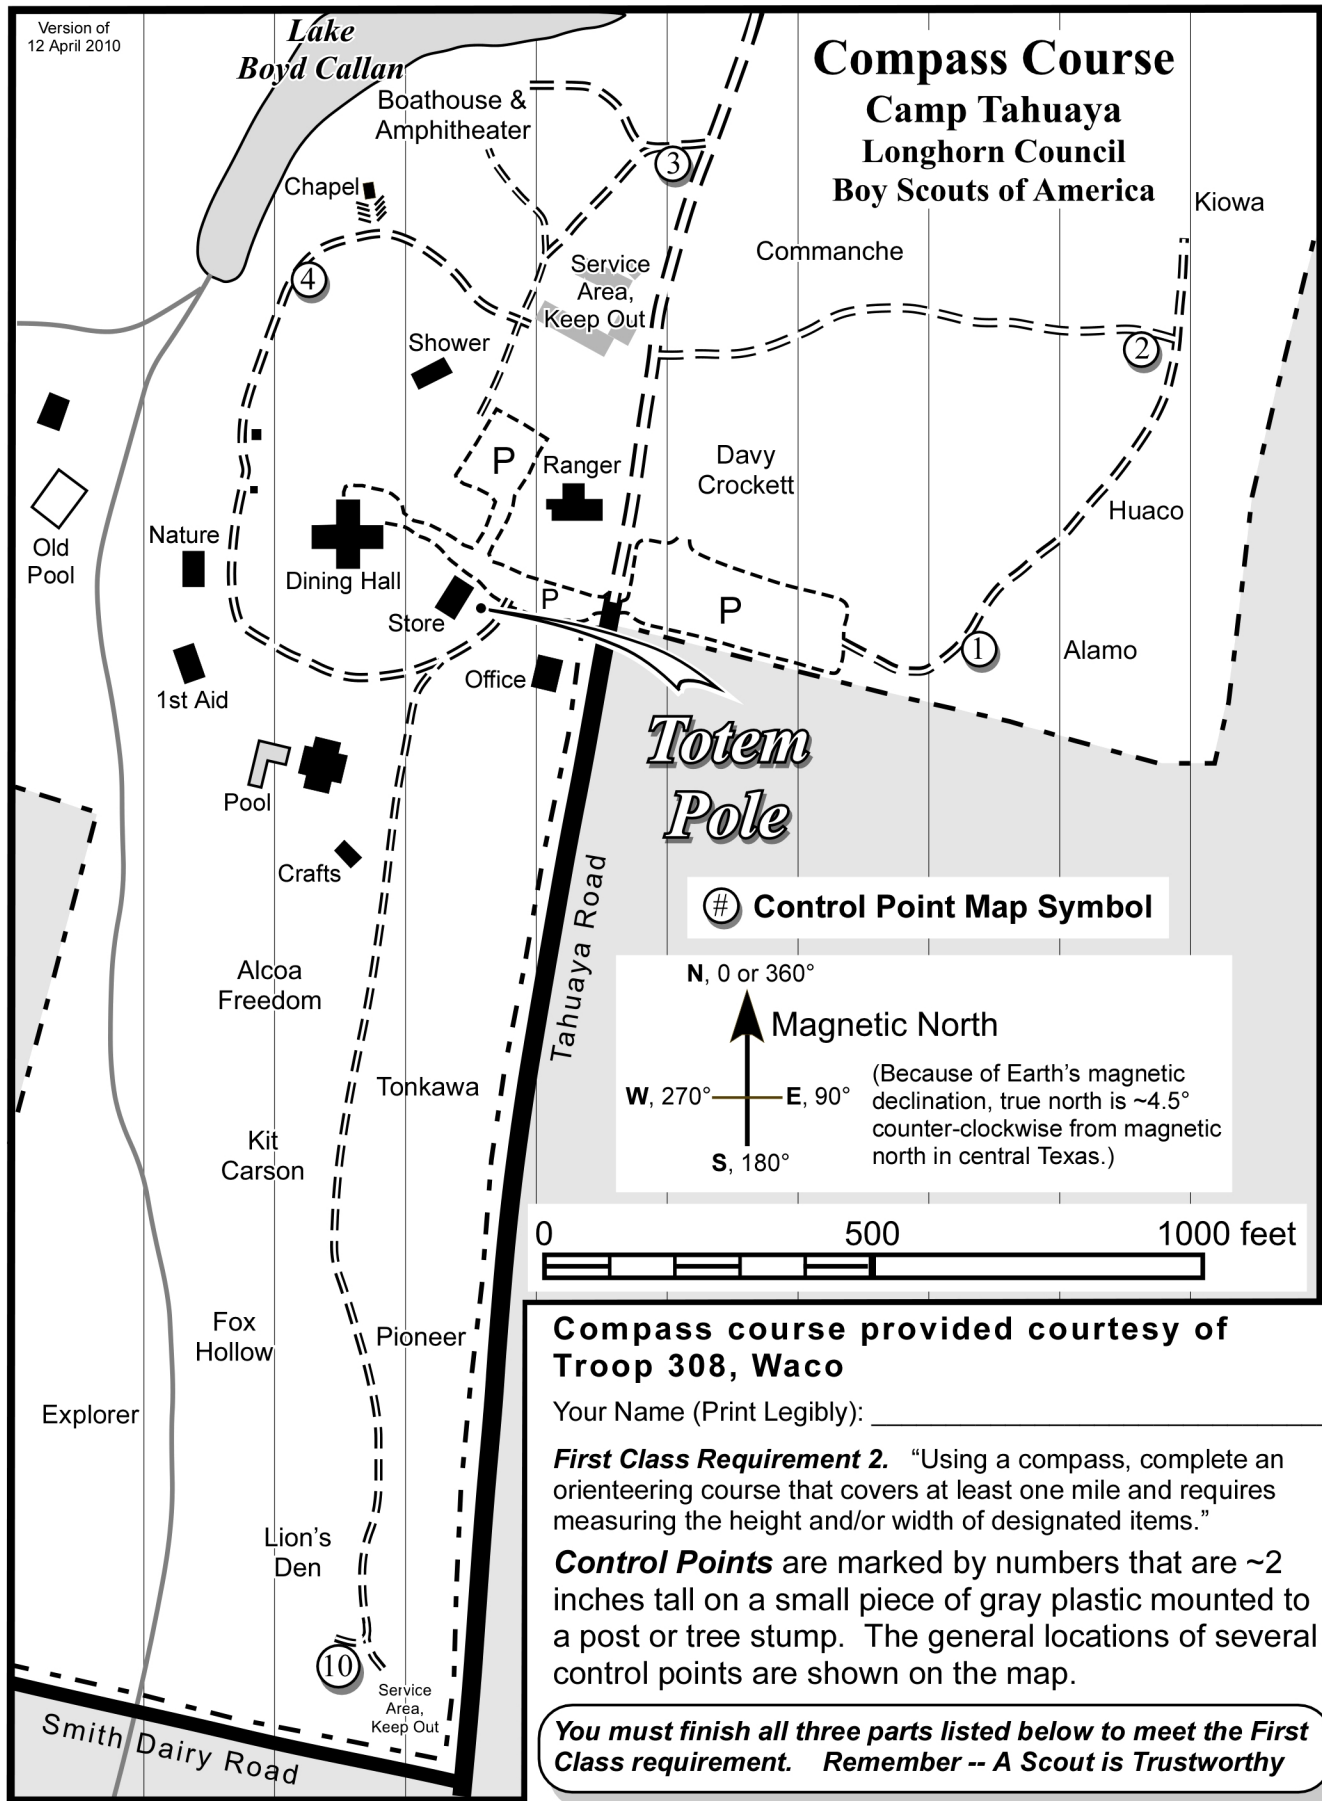 Version of
12 April 2010
Lake
Boyd Callan
Compass Course
Camp Tahuaya
Longhorn Council
Boy Scouts of America
Boathouse &
Amphitheater
3
Chapel
Kiowa
4
Service
Area,
Keep Out
Commanche
Shower
2
P
Ranger
Davy
Crockett
Huaco
Old
Pool
Nature
Dining Hall
Store
P
P
1
Alamo
1st Aid
Office
Totem
Pole
Pool
Crafts
Tahuaya Road
# Control Point Map Symbol
Alcoa
Freedom
N, 0 or 360°
Magnetic North
W, 270°
E, 90°
S, 180°
(Because of Earth’s magnetic
declination, true north is ~4.5°
counter-clockwise from magnetic
north in central Texas.)
Tonkawa
Kit
Carson
0 500 1000 feet
Fox
Hollow
Pioneer
Explorer
Lion’s
Den
10
Service
Area,
Keep Out
Smith Dairy Road
Compass course provided courtesy of
Troop 308, Waco
Your Name (Print Legibly): ________________________________
First Class Requirement 2. “Using a compass, complete an
orienteering course that covers at least one mile and requires
measuring the height and/or width of designated items.”
Control Points are marked by numbers that are ~2
inches tall on a small piece of gray plastic mounted to
a post or tree stump. The general locations of several
control points are shown on the map.
You must finish all three parts listed below to meet the First
Class requirement. Remember -- A Scout is Trustworthy